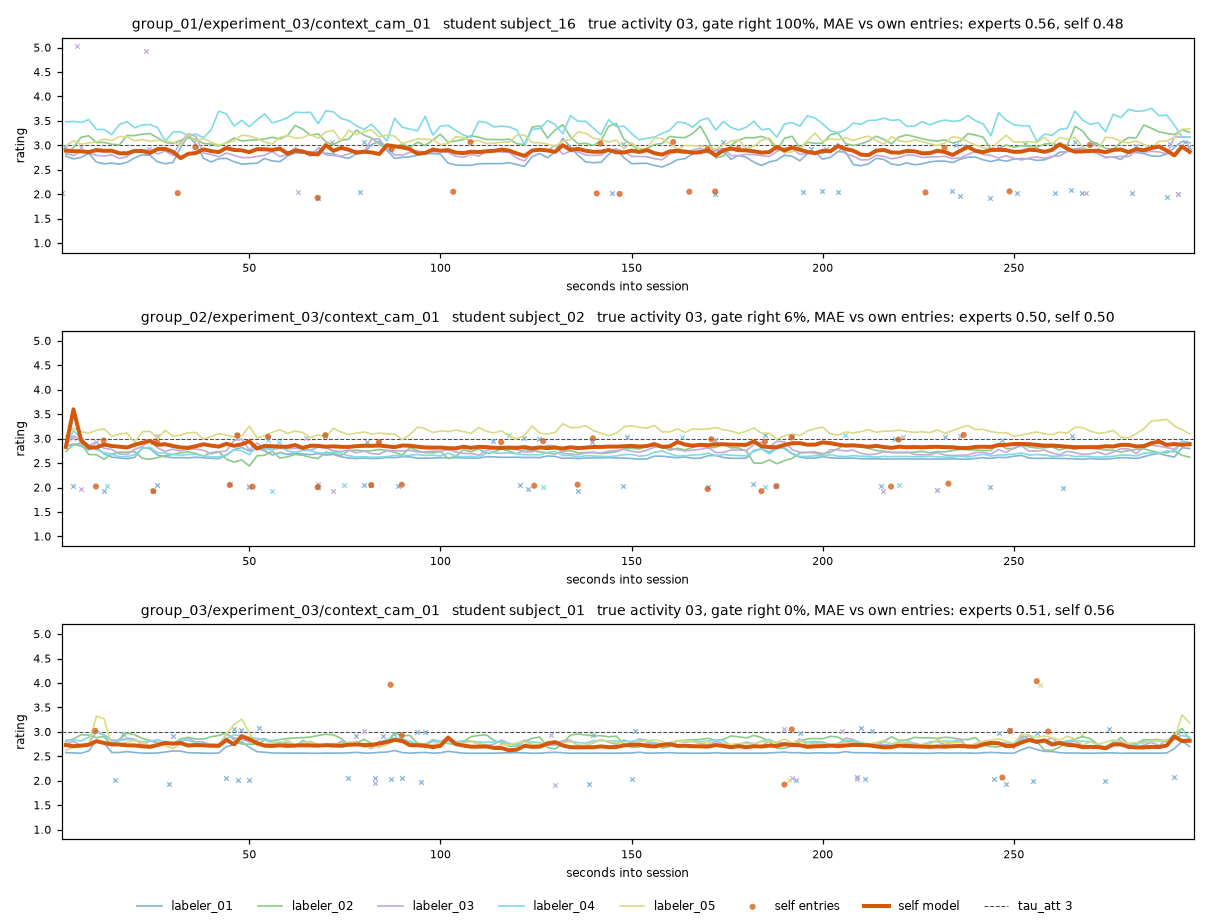 group_01/experiment_03/context_cam_01 student subject_16 true activity 03, gate right 100%, MAE vs own entries: experts 0.56, self 0.48
5.0
4.5
4.0
3.5
3.0
2.5
2.0
1.5
1.0
rating
50 100 150 200 250
seconds into session
group_02/experiment_03/context_cam_01 student subject_02 true activity 03, gate right 6%, MAE vs own entries: experts 0.50, self 0.50
5.0
4.5
4.0
3.5
3.0
2.5
2.0
1.5
1.0
rating
50 100 150 200 250
seconds into session
group_03/experiment_03/context_cam_01 student subject_01 true activity 03, gate right 0%, MAE vs own entries: experts 0.51, self 0.56
5.0
4.5
4.0
3.5
3.0
2.5
2.0
1.5
1.0
rating
50 100 150 200 250
seconds into session
labeler_01 labeler_02 labeler_03 labeler_04 labeler_05 self entries self model tau_att 3